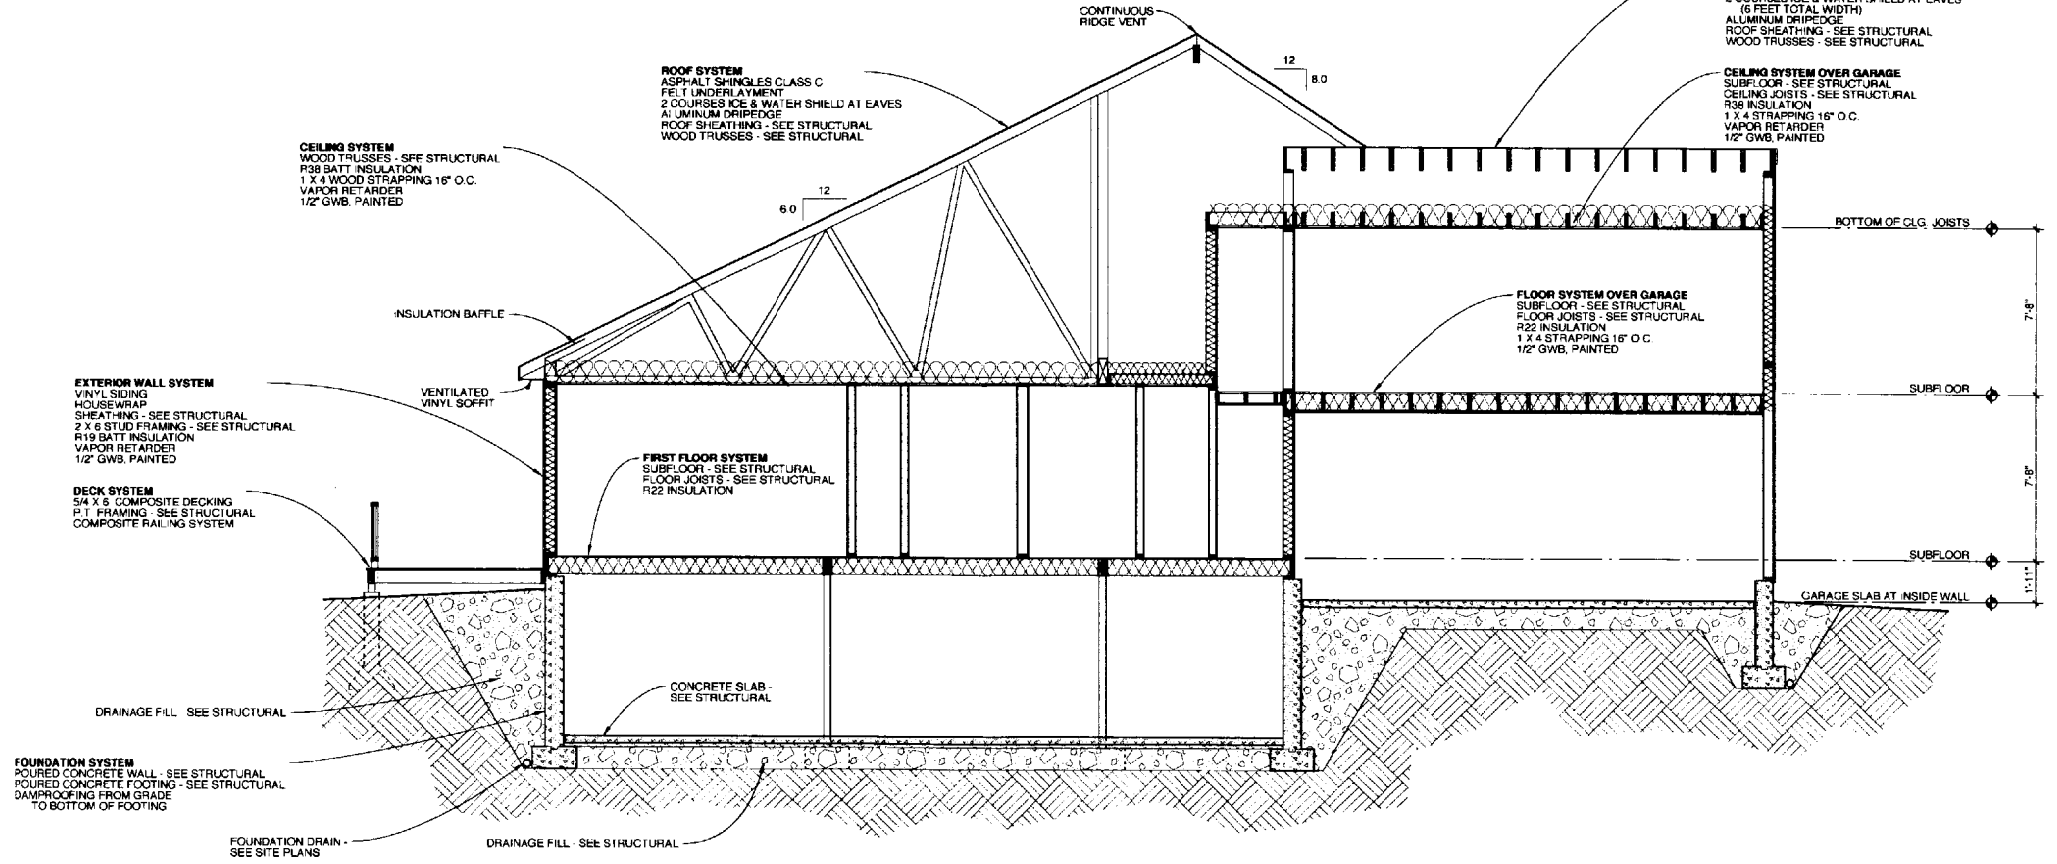 CONTINUOUS
RIDGE VENT
(6 FEET TOTAL WIDTH)
ALUMINUM DRIPEDGE
ROOF SHEATHING - SEE STRUCTURAL
WOOD TRUSSES - SEE STRUCTURAL
12
8.0
ROOF SYSTEM
ASPHALT SHINGLES CLASS C
FELT UNDERLAYMENT
2 COURSES ICE & WATER SHIELD AT EAVES
ALUMINUM DRIPEDGE
ROOF SHEATHING - SEE STRUCTURAL
WOOD TRUSSES - SEE STRUCTURAL
CEILING SYSTEM OVER GARAGE
SUBFLOOR - SEE STRUCTURAL
CEILING JOISTS - SEE STRUCTURAL
R38 INSULATION
1 X 4 STRAPPING 16" O.C.
VAPOR RETARDER
1/2" GWB, PAINTED
CEILING SYSTEM
WOOD TRUSSES - SEE STRUCTURAL
R38 BATT INSULATION
1 X 4 WOOD STRAPPING 16" O.C.
VAPOR RETARDER
1/2" GWB, PAINTED
12
6.0
BOTTOM OF CLG. JOISTS
INSULATION BAFFLE
FLOOR SYSTEM OVER GARAGE
SUBFLOOR - SEE STRUCTURAL
FLOOR JOISTS - SEE STRUCTURAL
R22 INSULATION
1 X 4 STRAPPING 16" O.C.
1/2" GWB, PAINTED
7'-8"
EXTERIOR WALL SYSTEM
VINYL SIDING
HOUSEWRAP
SHEATHING - SEE STRUCTURAL
2 X 6 STUD FRAMING - SEE STRUCTURAL
R19 BATT INSULATION
VAPOR RETARDER
1/2" GWB, PAINTED
VENTILATED
VINYL SOFFIT
SUBFLOOR
FIRST FLOOR SYSTEM
SUBFLOOR - SEE STRUCTURAL
FLOOR JOISTS - SEE STRUCTURAL
R22 INSULATION
7'-8"
DECK SYSTEM
5/4 X 6 COMPOSITE DECKING
P.T. FRAMING - SEE STRUCTURAL
COMPOSITE RAILING SYSTEM
SUBFLOOR
1'-11"
GARAGE SLAB AT INSIDE WALL
CONCRETE SLAB -
SEE STRUCTURAL
DRAINAGE FILL - SEE STRUCTURAL
FOUNDATION SYSTEM
POURED CONCRETE WALL - SEE STRUCTURAL
POURED CONCRETE FOOTING - SEE STRUCTURAL
DAMPROOFING FROM GRADE
TO BOTTOM OF FOOTING
FOUNDATION DRAIN -
SEE SITE PLANS
DRAINAGE FILL - SEE STRUCTURAL